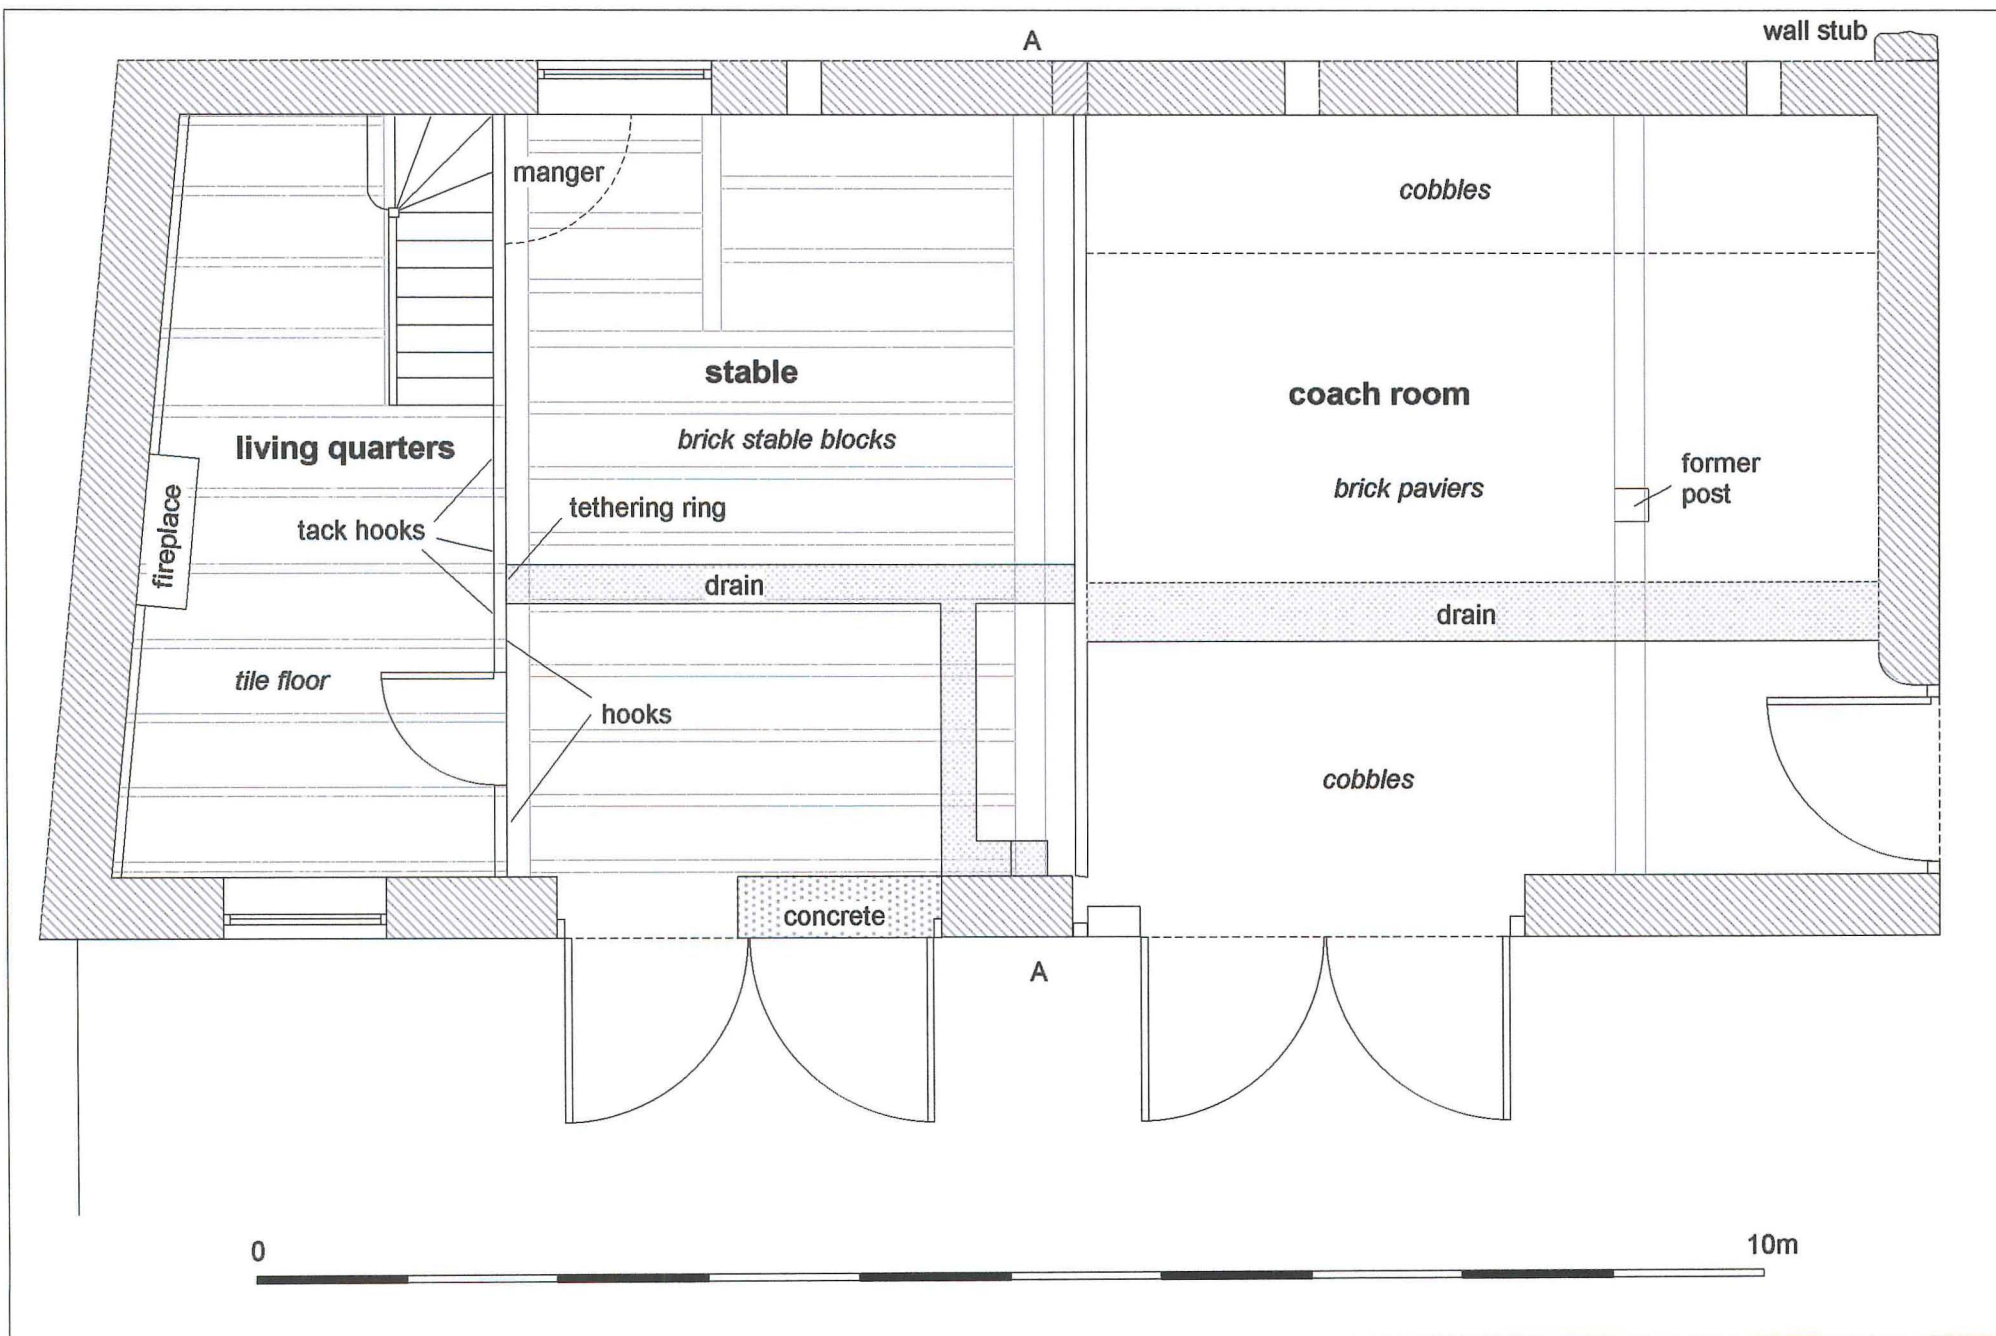 wall stub
A
manger
cobbles
stable
coach room
living quarters
brick stable blocks
former
post
brick paviers
fireplace
tack hooks
tethering ring
drain
drain
tile floor
hooks
cobbles
concrete
A
0
10m